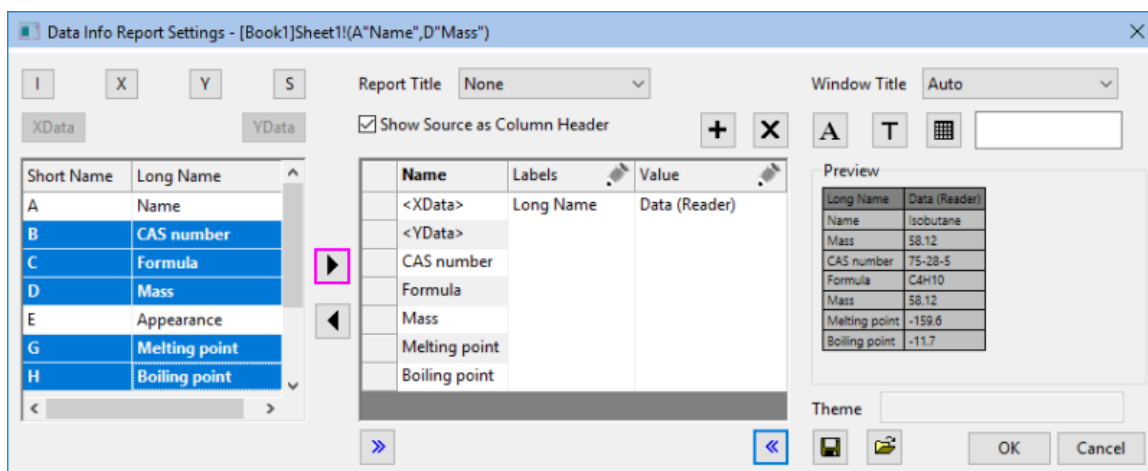 Data Info Report Settings - [Book1]Sheet1!(A"Name",D"Mass")
I X Y S
XData YData
Short Name Long Name
A Name
B CAS number
C Formula
D Mass
E Appearance
G Melting point
H Boiling point
Report Title None
Show Source as Column Header
Name Labels Value
<XData> Long Name Data (Reader)
<YData>
CAS number
Formula
Mass
Melting point
Boiling point
Window Title Auto
A T
Preview
Long Name Data (Reader)
Name Isobutane
Mass 58.12
CAS number 75-28-5
Formula C4H10
Mass 58.12
Melting point -159.6
Boiling point -11.7
Theme
OK Cancel